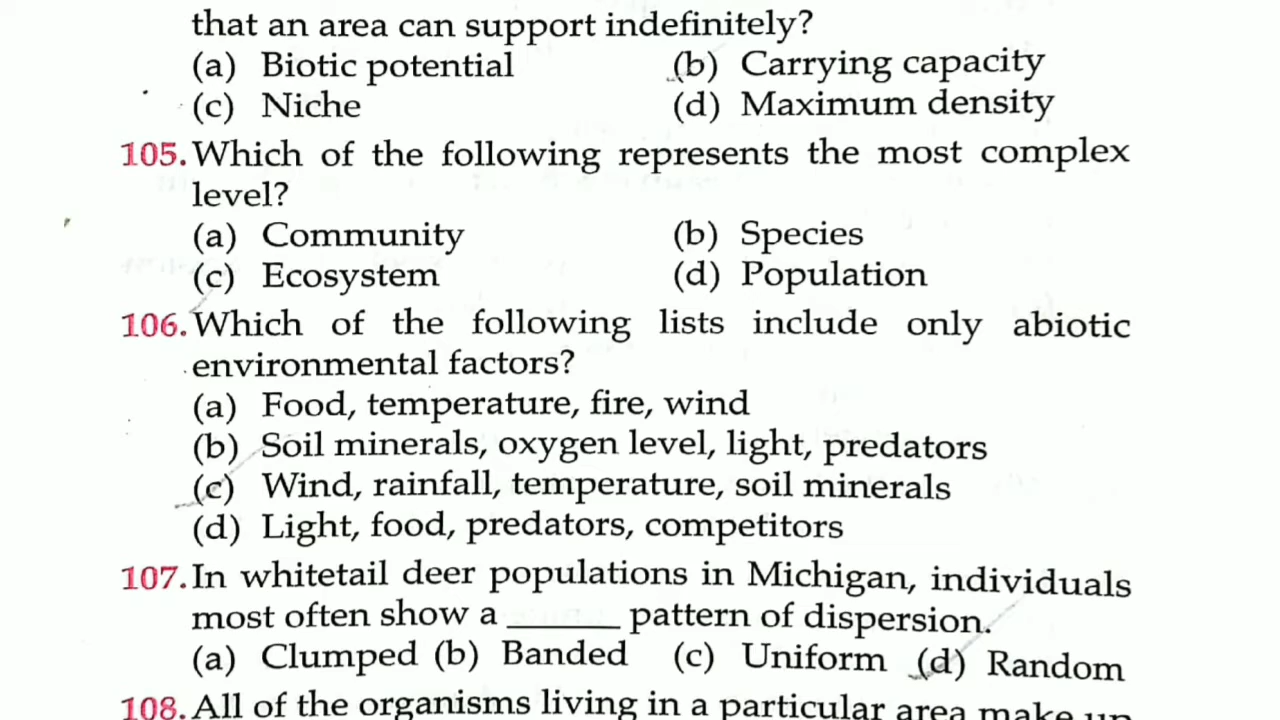 that an area can support indefinitely?
(a) Biotic potential (b) Carrying capacity
(c) Niche (d) Maximum density
105. Which of the following represents the most complex
level?
(a) Community (b) Species
(c) Ecosystem (d) Population
106. Which of the following lists include only abiotic
environmental factors?
(a) Food, temperature, fire, wind
(b) Soil minerals, oxygen level, light, predators
(c) Wind, rainfall, temperature, soil minerals
(d) Light, food, predators, competitors
107. In whitetail deer populations in Michigan, individuals
most often show a ______ pattern of dispersion.
(a) Clumped (b) Banded (c) Uniform (d) Random
108. All of the organisms living in a particular area make up